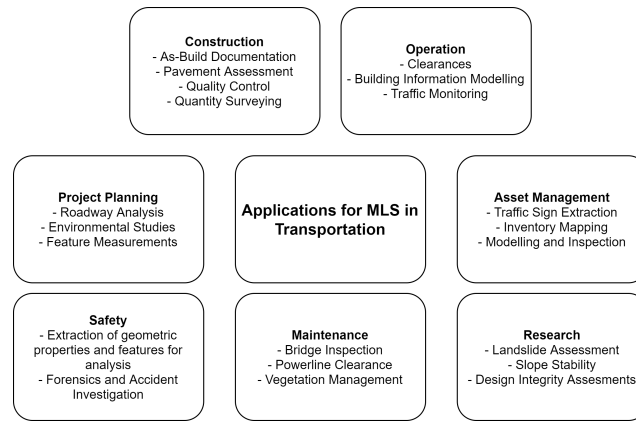 Construction
- As-Build Documentation
- Pavement Assessment
- Quality Control
- Quantity Surveying
Operation
- Clearances
- Building Information Modelling
- Traffic Monitoring
Project Planning
- Roadway Analysis
- Environmental Studies
- Feature Measurements
Applications for MLS in
Transportation
Asset Management
- Traffic Sign Extraction
- Inventory Mapping
- Modelling and Inspection
Safety
- Extraction of geometric
properties and features for
analysis
- Forensics and Accident
Investigation
Maintenance
- Bridge Inspection
- Powerline Clearance
- Vegetation Management
Research
- Landslide Assessment
- Slope Stability
- Design Integrity Assesments